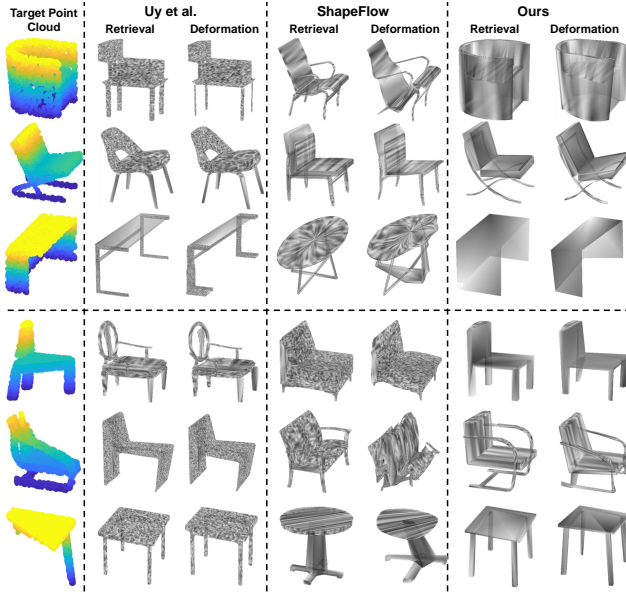 Target Point
Cloud
Uy et al.
Retrieval Deformation
ShapeFlow
Retrieval Deformation
Ours
Retrieval Deformation